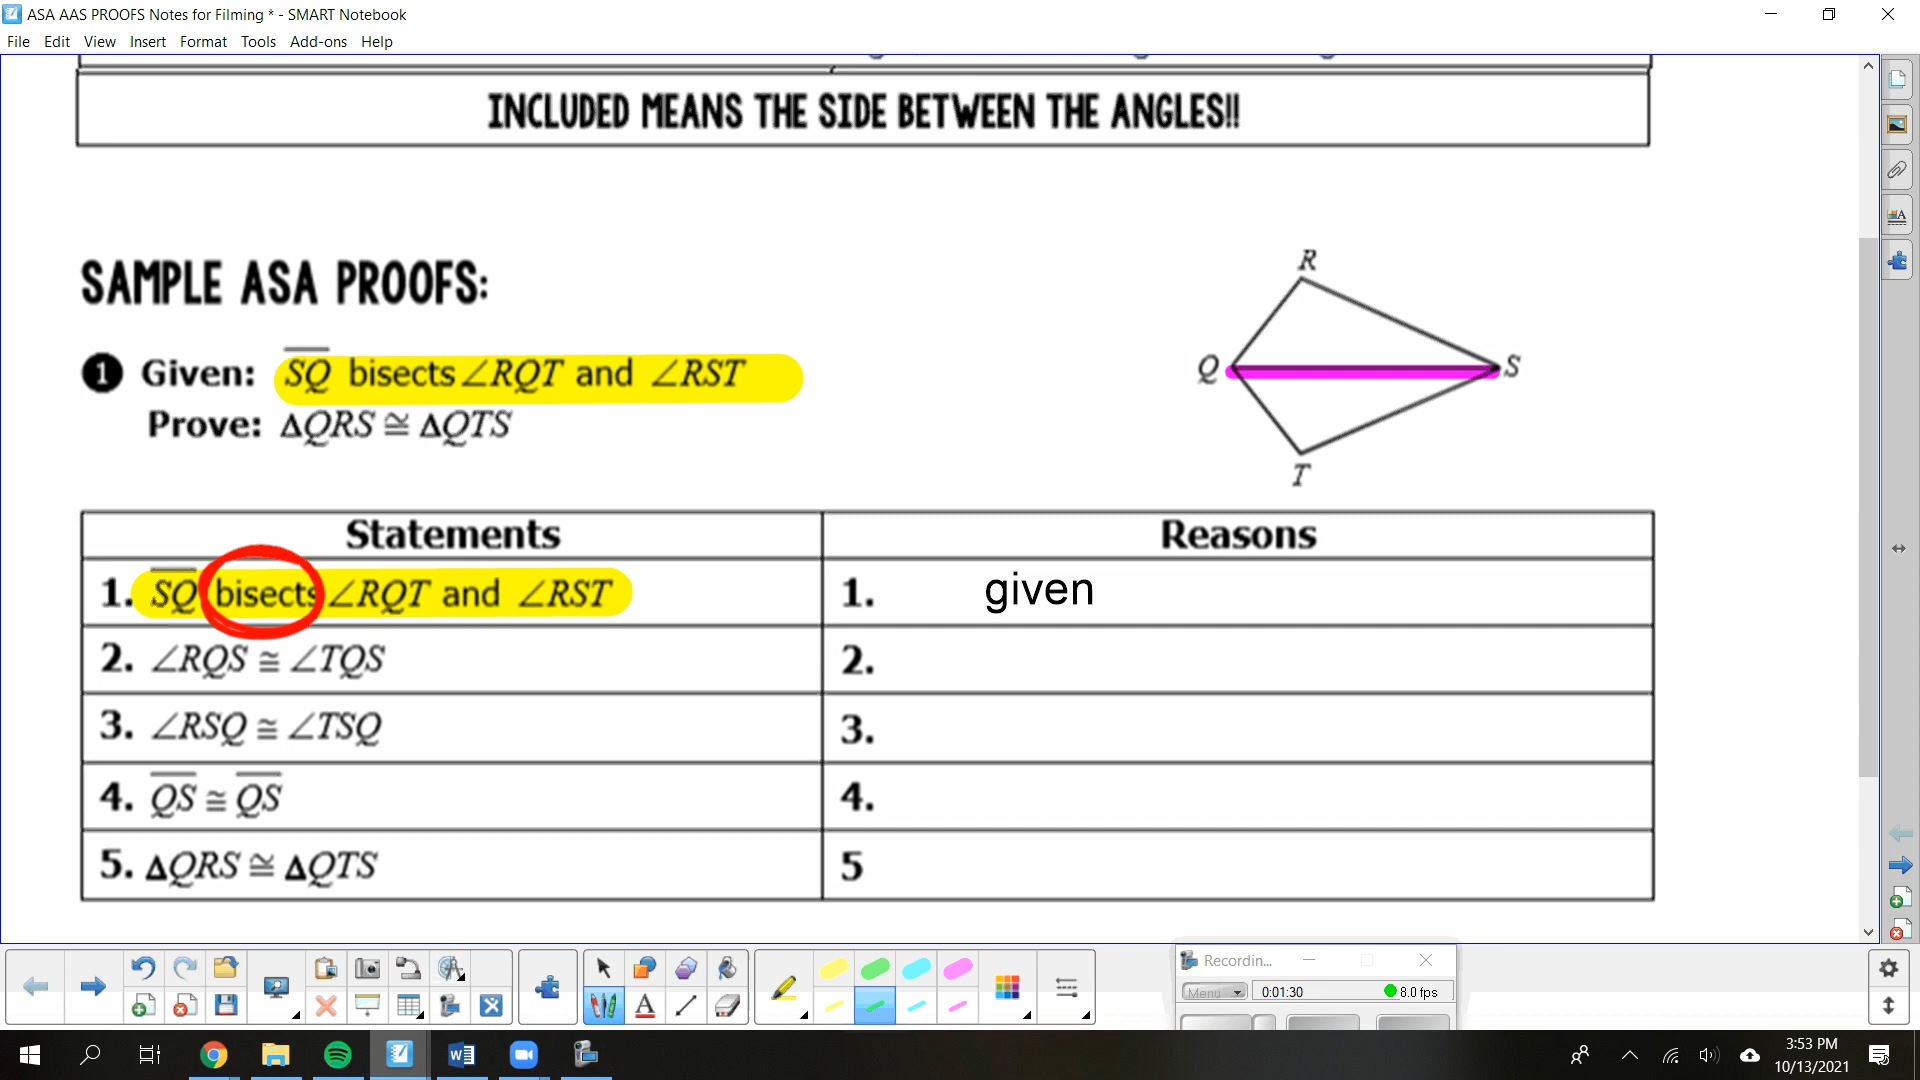 ASA AAS PROOFS Notes for Filming * - SMART Notebook
File Edit View Insert Format Tools Add-ons Help
INCLUDED MEANS THE SIDE BETWEEN THE ANGLES!!
SAMPLE ASA PROOFS:
1 Given: SQ bisects ∠RQT and ∠RST
Prove: ΔQRS ≅ ΔQTS
R
Q
S
T
Statements Reasons
1. SQ bisects ∠RQT and ∠RST 1. given
2. ∠RQS ≅ ∠TQS 2.
3. ∠RSQ ≅ ∠TSQ 3.
4. QS ≅ QS 4.
5. ΔQRS ≅ ΔQTS 5
Recordin...
Menu 0:01:30 8.0 fps
3:53 PM
10/13/2021